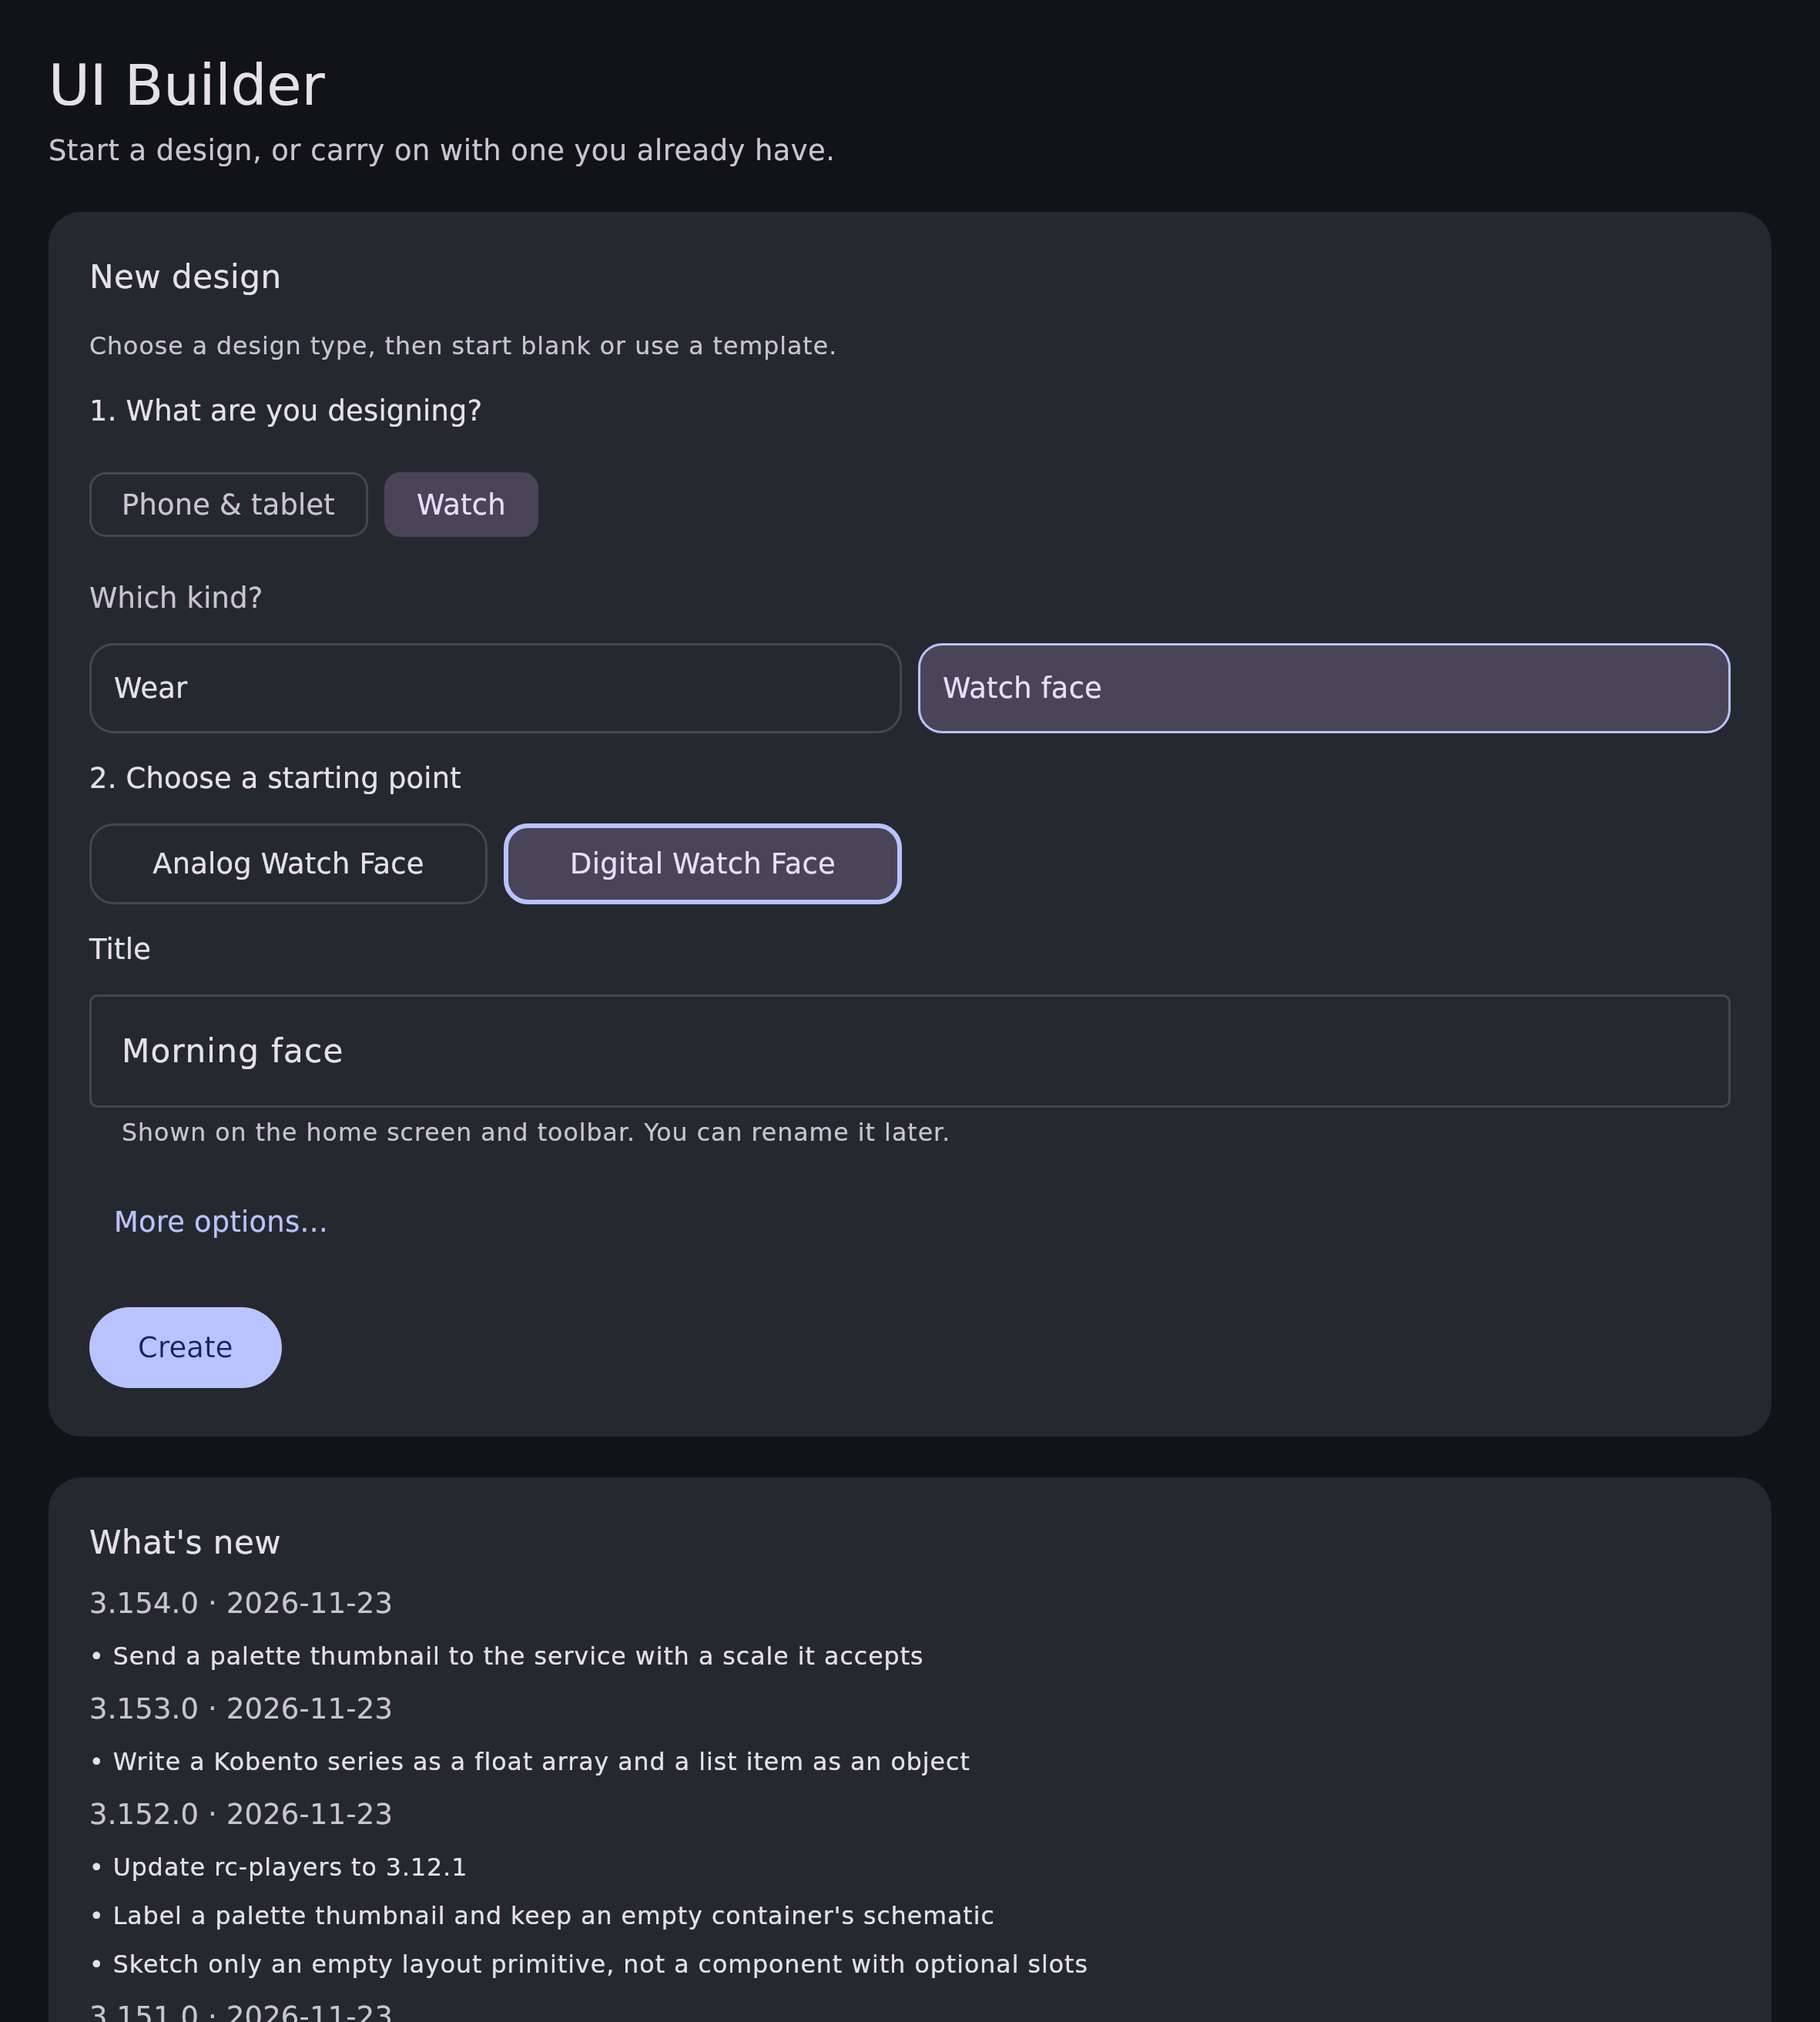 UI Builder
Start a design, or carry on with one you already have.
New design
Choose a design type, then start blank or use a template.
1. What are you designing?
Phone & tablet
Watch
Which kind?
Wear
Watch face
2. Choose a starting point
Analog Watch Face
Digital Watch Face
Title
Morning face
Shown on the home screen and toolbar. You can rename it later.
More options...
Create
What's new
3.154.0 · 2026-11-23
• Send a palette thumbnail to the service with a scale it accepts
3.153.0 · 2026-11-23
• Write a Kobento series as a float array and a list item as an object
3.152.0 · 2026-11-23
• Update rc-players to 3.12.1
• Label a palette thumbnail and keep an empty container's schematic
• Sketch only an empty layout primitive, not a component with optional slots
3.151.0 · 2026-11-23